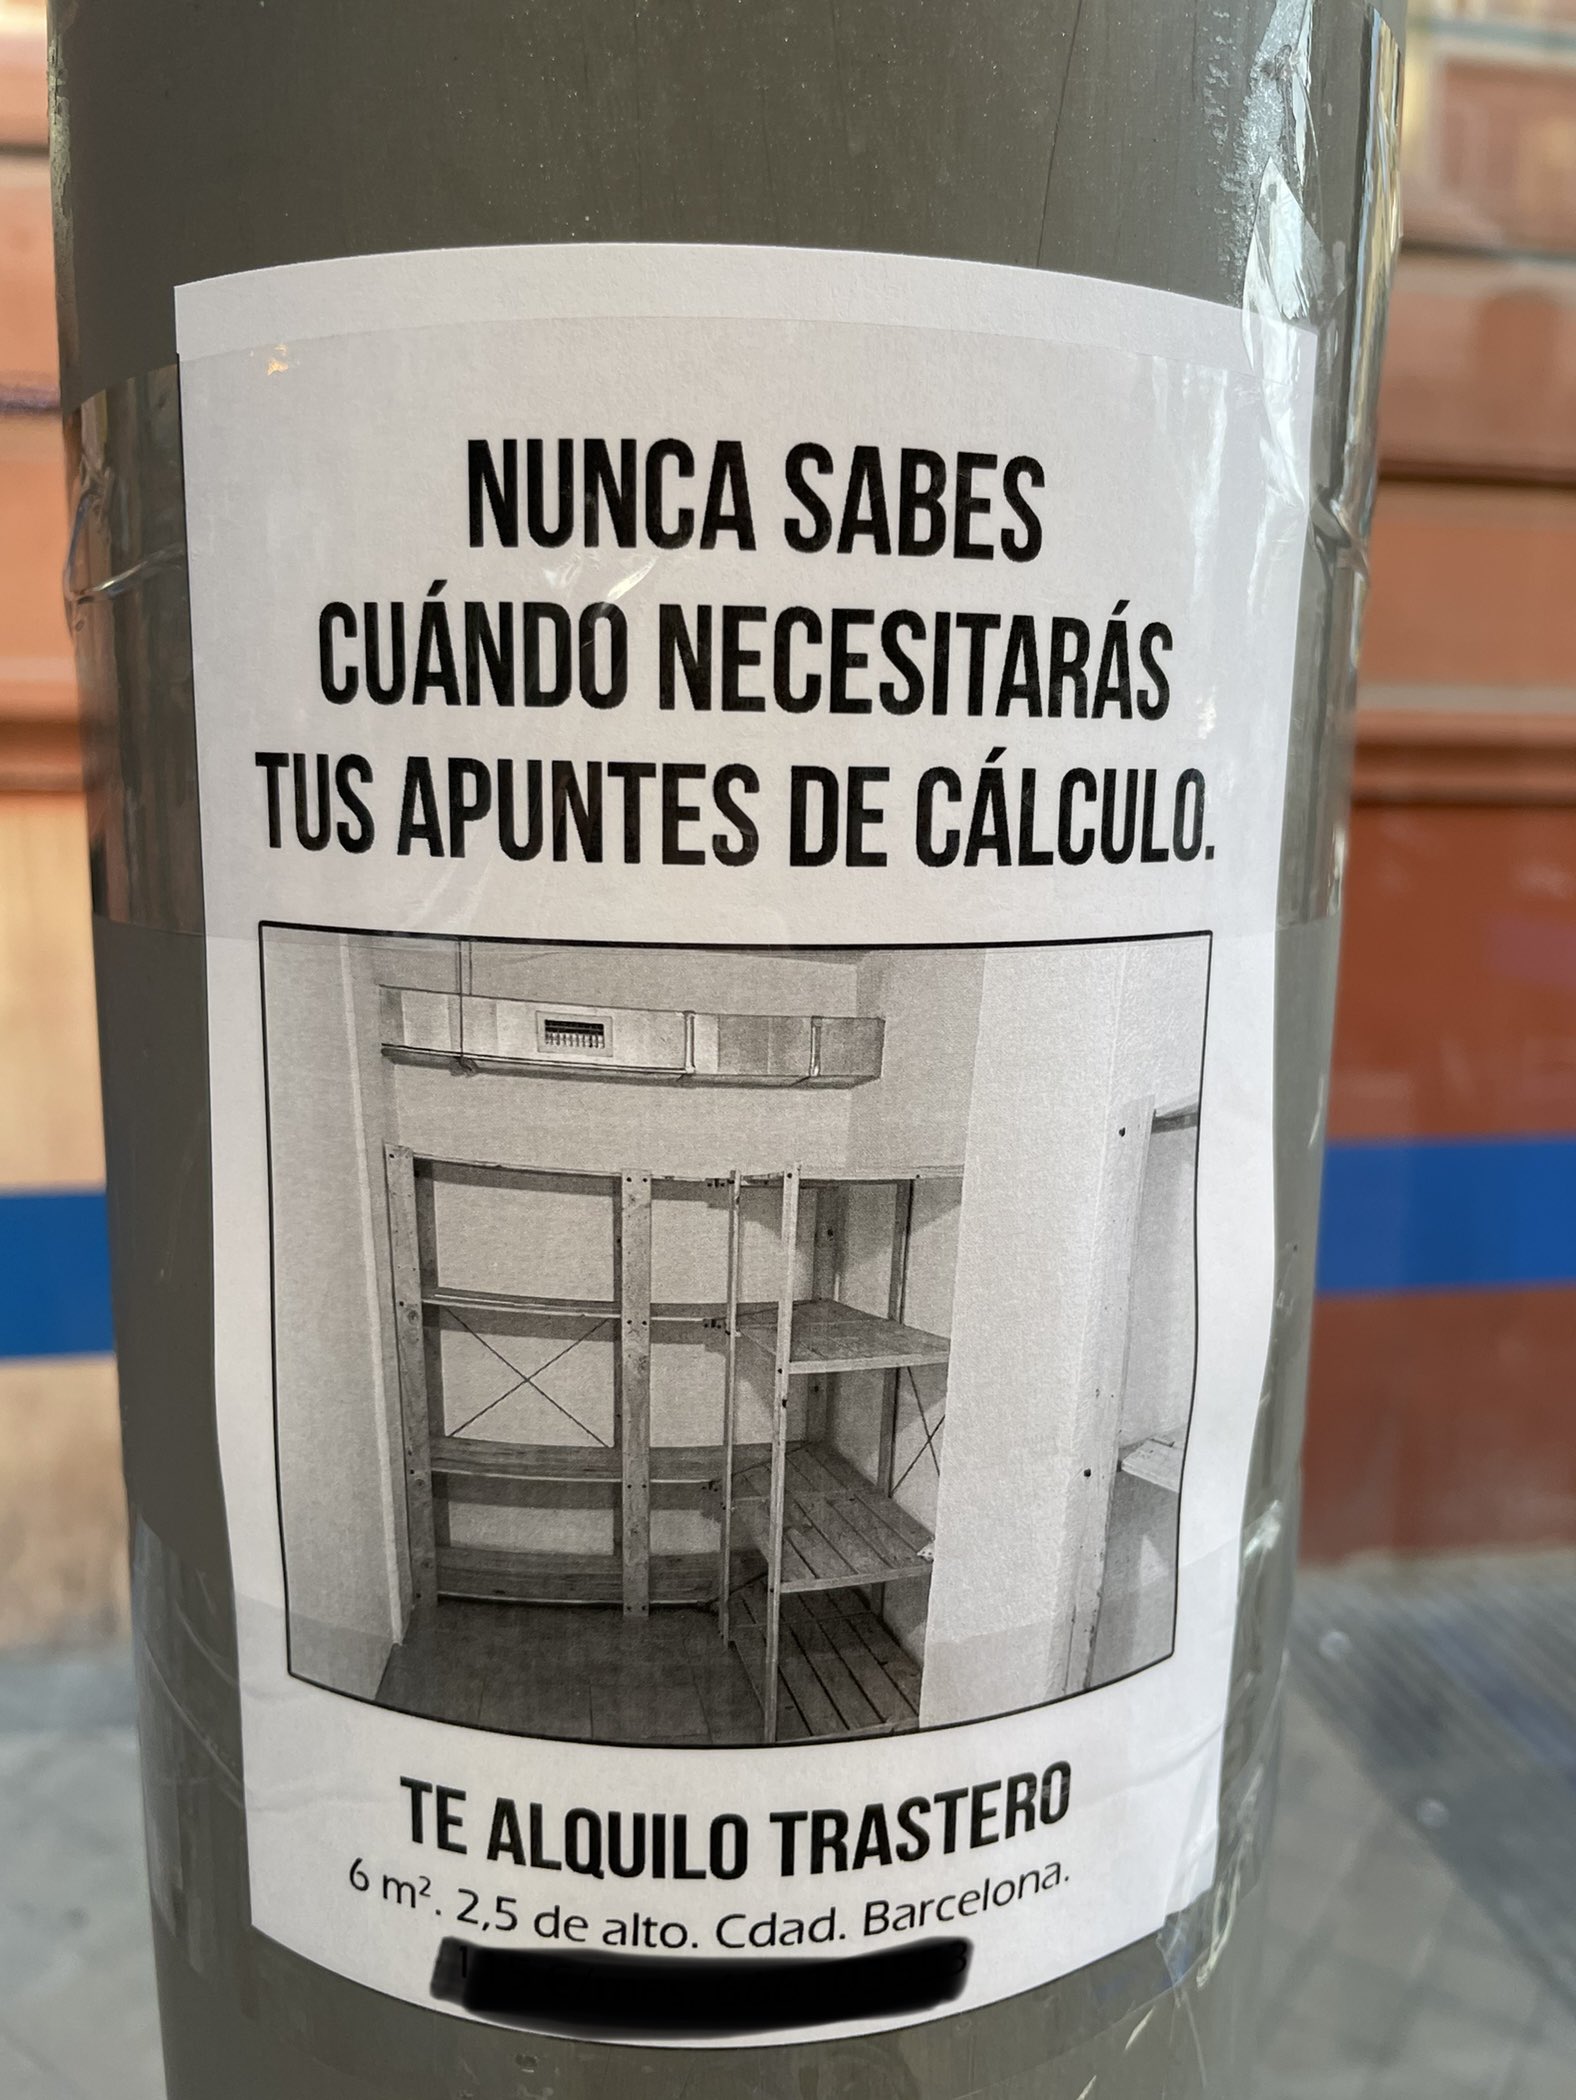 NUNCA SABES
CUÁNDO NECESITARÁS
TUS APUNTES DE CÁLCULO.
TE ALQUILO TRASTERO
6 m². 2,5 de alto. Cdad. Barcelona.